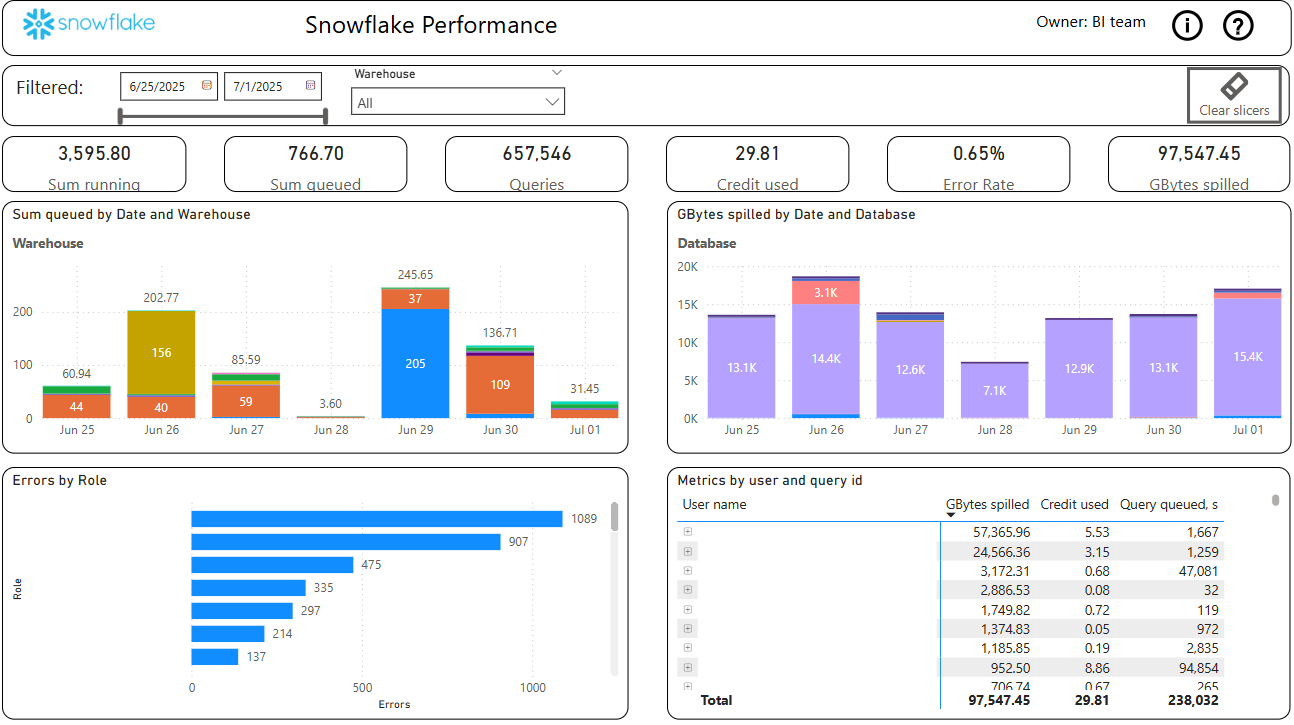 snowflake
Snowflake Performance
Owner: BI team
Filtered:
6/25/2025
7/1/2025
Warehouse
All
Clear slicers
3,595.80
Sum running
766.70
Sum queued
657,546
Queries
29.81
Credit used
0.65%
Error Rate
97,547.45
GBytes spilled
Sum queued by Date and Warehouse
Warehouse
200
100
0
60.94
44
202.77
156
40
85.59
59
3.60
245.65
37
205
136.71
109
31.45
Jun 25 Jun 26 Jun 27 Jun 28 Jun 29 Jun 30 Jul 01
GBytes spilled by Date and Database
Database
20K
15K
10K
5K
0K
13.1K
3.1K
14.4K
12.6K
7.1K
12.9K
13.1K
15.4K
Jun 25 Jun 26 Jun 27 Jun 28 Jun 29 Jun 30 Jul 01
Errors by Role
Role
1089
907
475
335
297
214
137
0 500 1000
Errors
Metrics by user and query id
User name GBytes spilled Credit used Query queued, s
57,365.96 5.53 1,667
24,566.36 3.15 1,259
3,172.31 0.68 47,081
2,886.53 0.08 32
1,749.82 0.72 119
1,374.83 0.05 972
1,185.85 0.19 2,835
952.50 8.86 94,854
706.74 0.67 265
Total 97,547.45 29.81 238,032